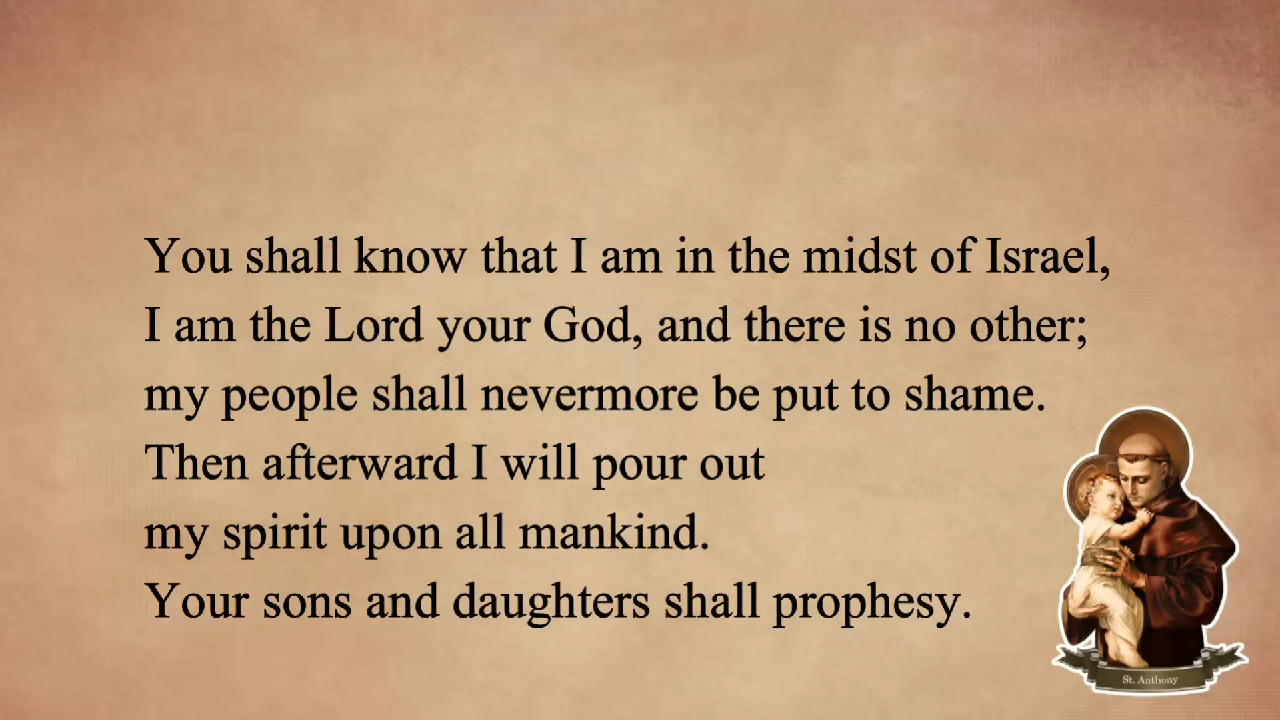 You shall know that I am in the midst of Israel,
I am the Lord your God, and there is no other;
my people shall nevermore be put to shame.
Then afterward I will pour out
my spirit upon all mankind.
Your sons and daughters shall prophesy.
St. Anthony